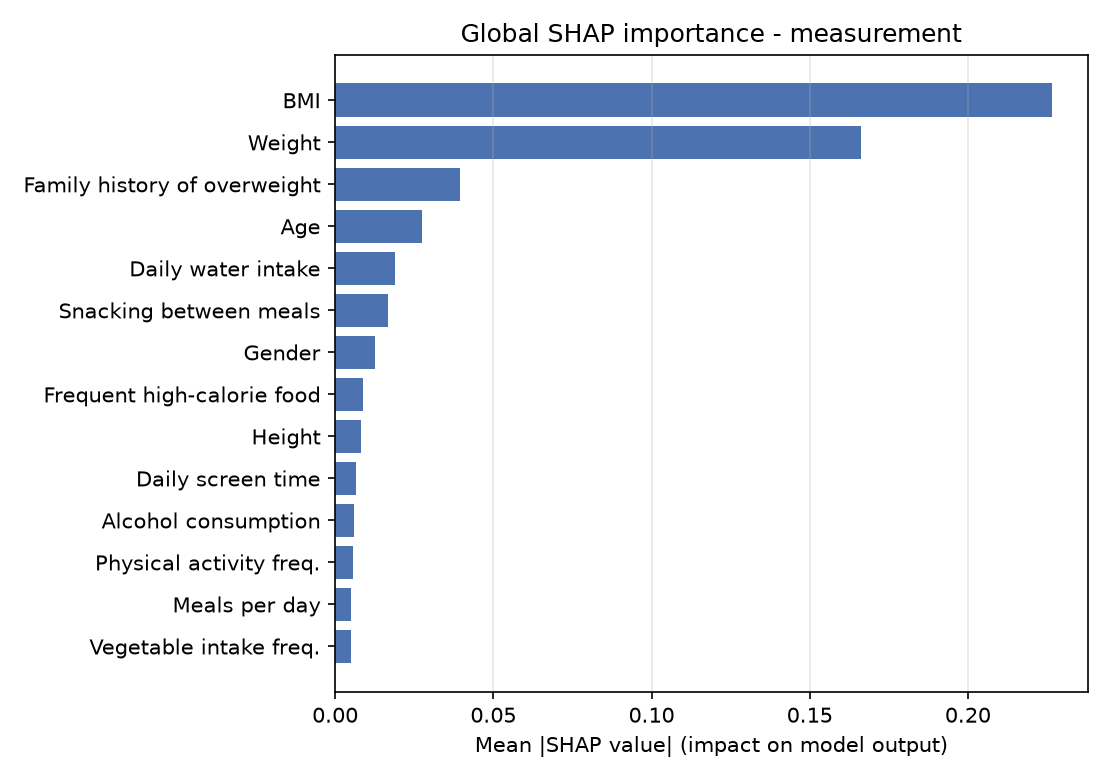 Global SHAP importance - measurement
BMI
Weight
Family history of overweight
Age
Daily water intake
Snacking between meals
Gender
Frequent high-calorie food
Height
Daily screen time
Alcohol consumption
Physical activity freq.
Meals per day
Vegetable intake freq.
0.00 0.05 0.10 0.15 0.20
Mean |SHAP value| (impact on model output)